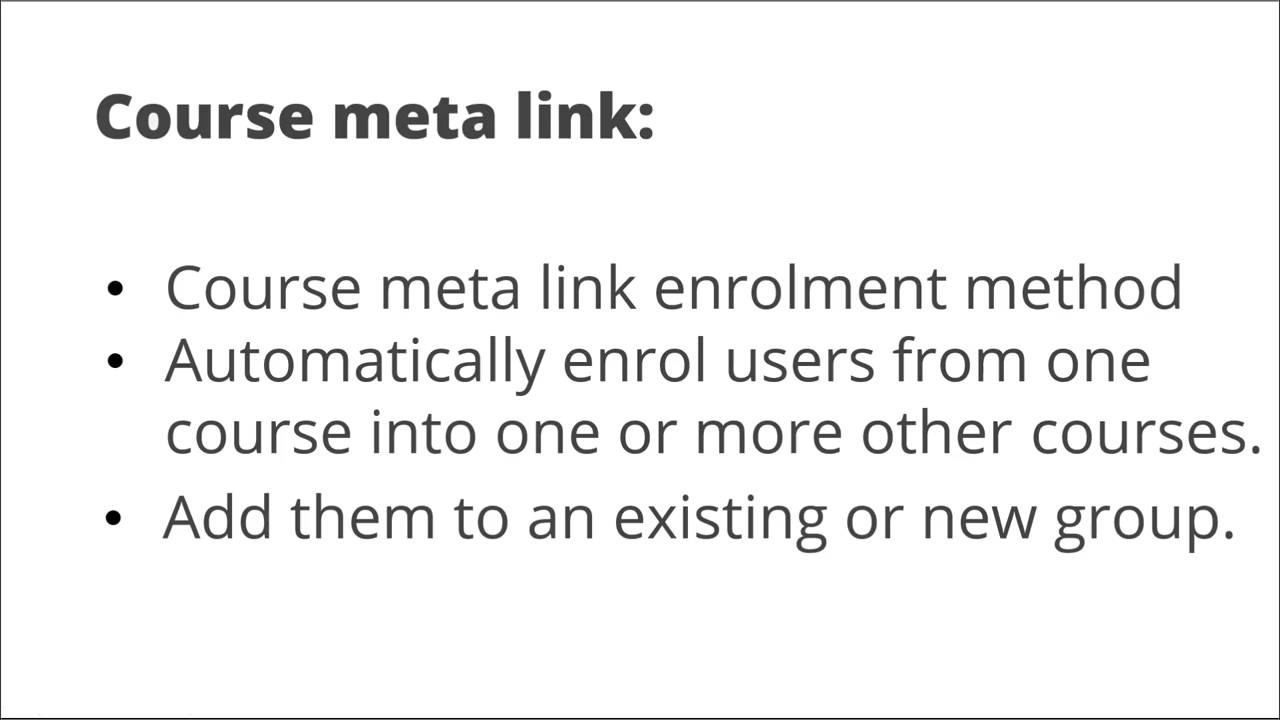 Course meta link:
• Course meta link enrolment method
• Automatically enrol users from one
course into one or more other courses.
• Add them to an existing or new group.